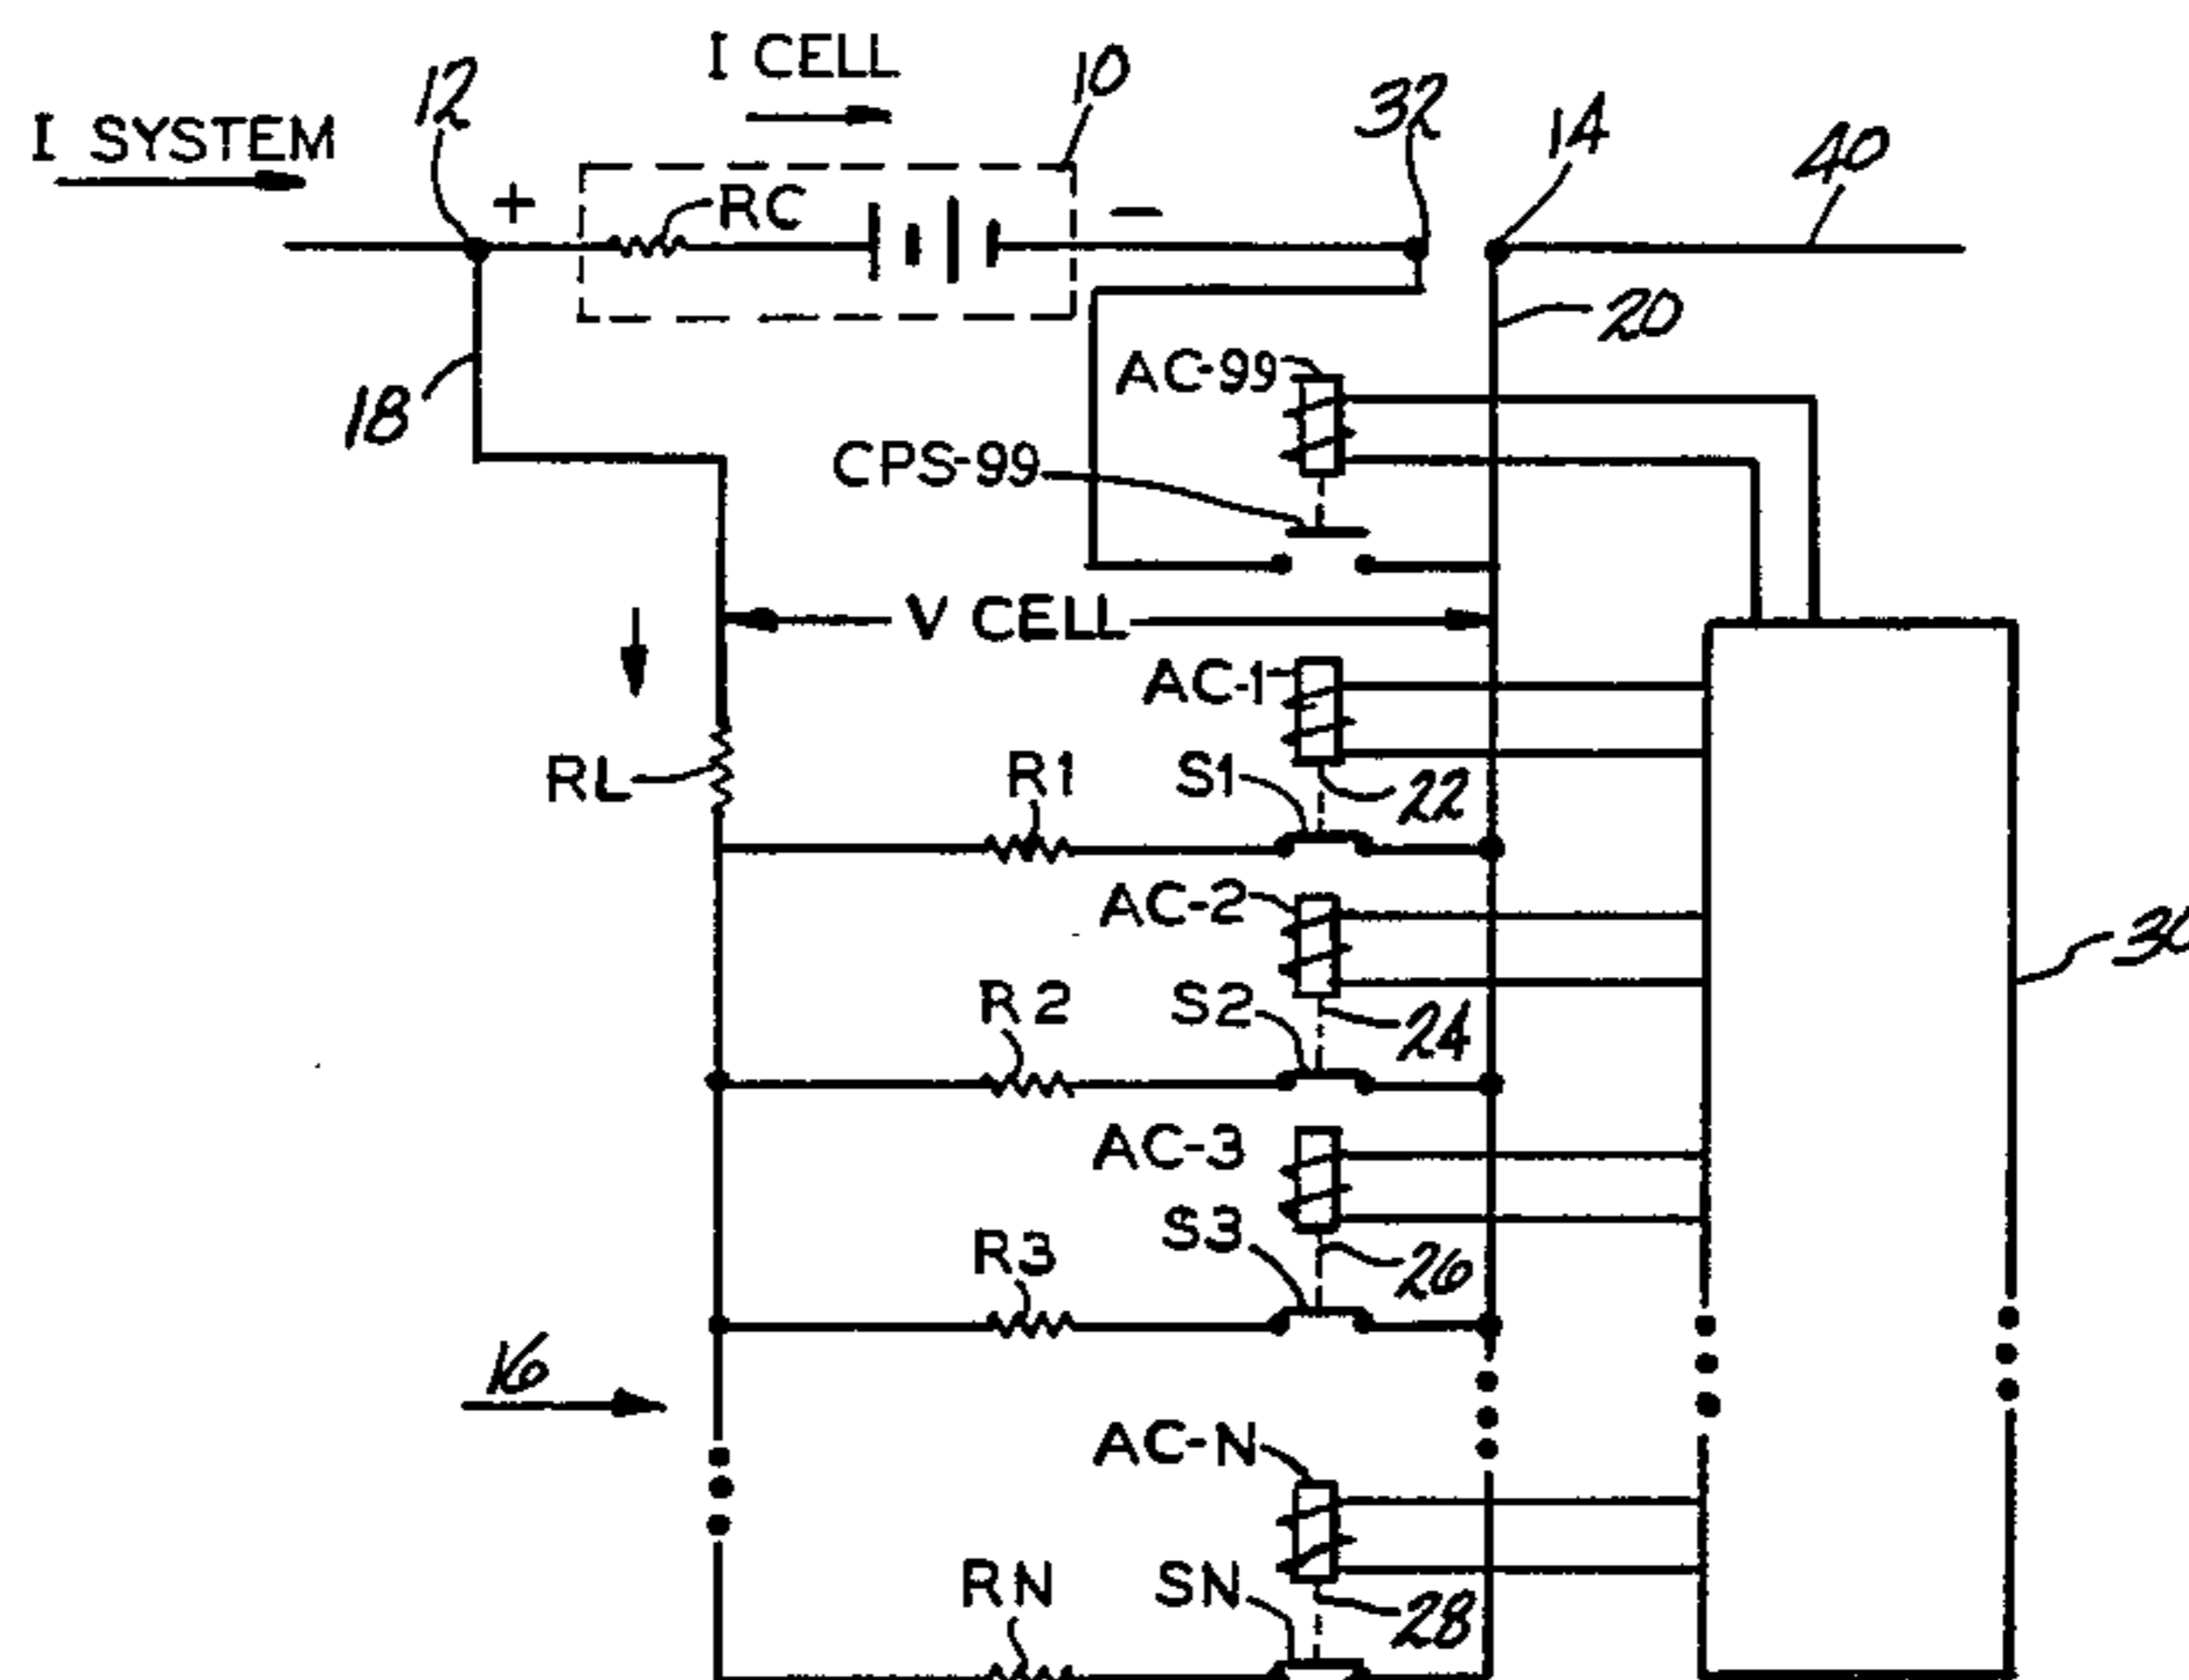 I CELL
10
12
32
14
40
I SYSTEM
+
RC
−
20
AC-99
18
CPS-99
V CELL
AC-1
RL
R1
S1
22
AC-2
30
R2
S2
24
AC-3
R3
S3
26
16
AC-N
RN
SN
28